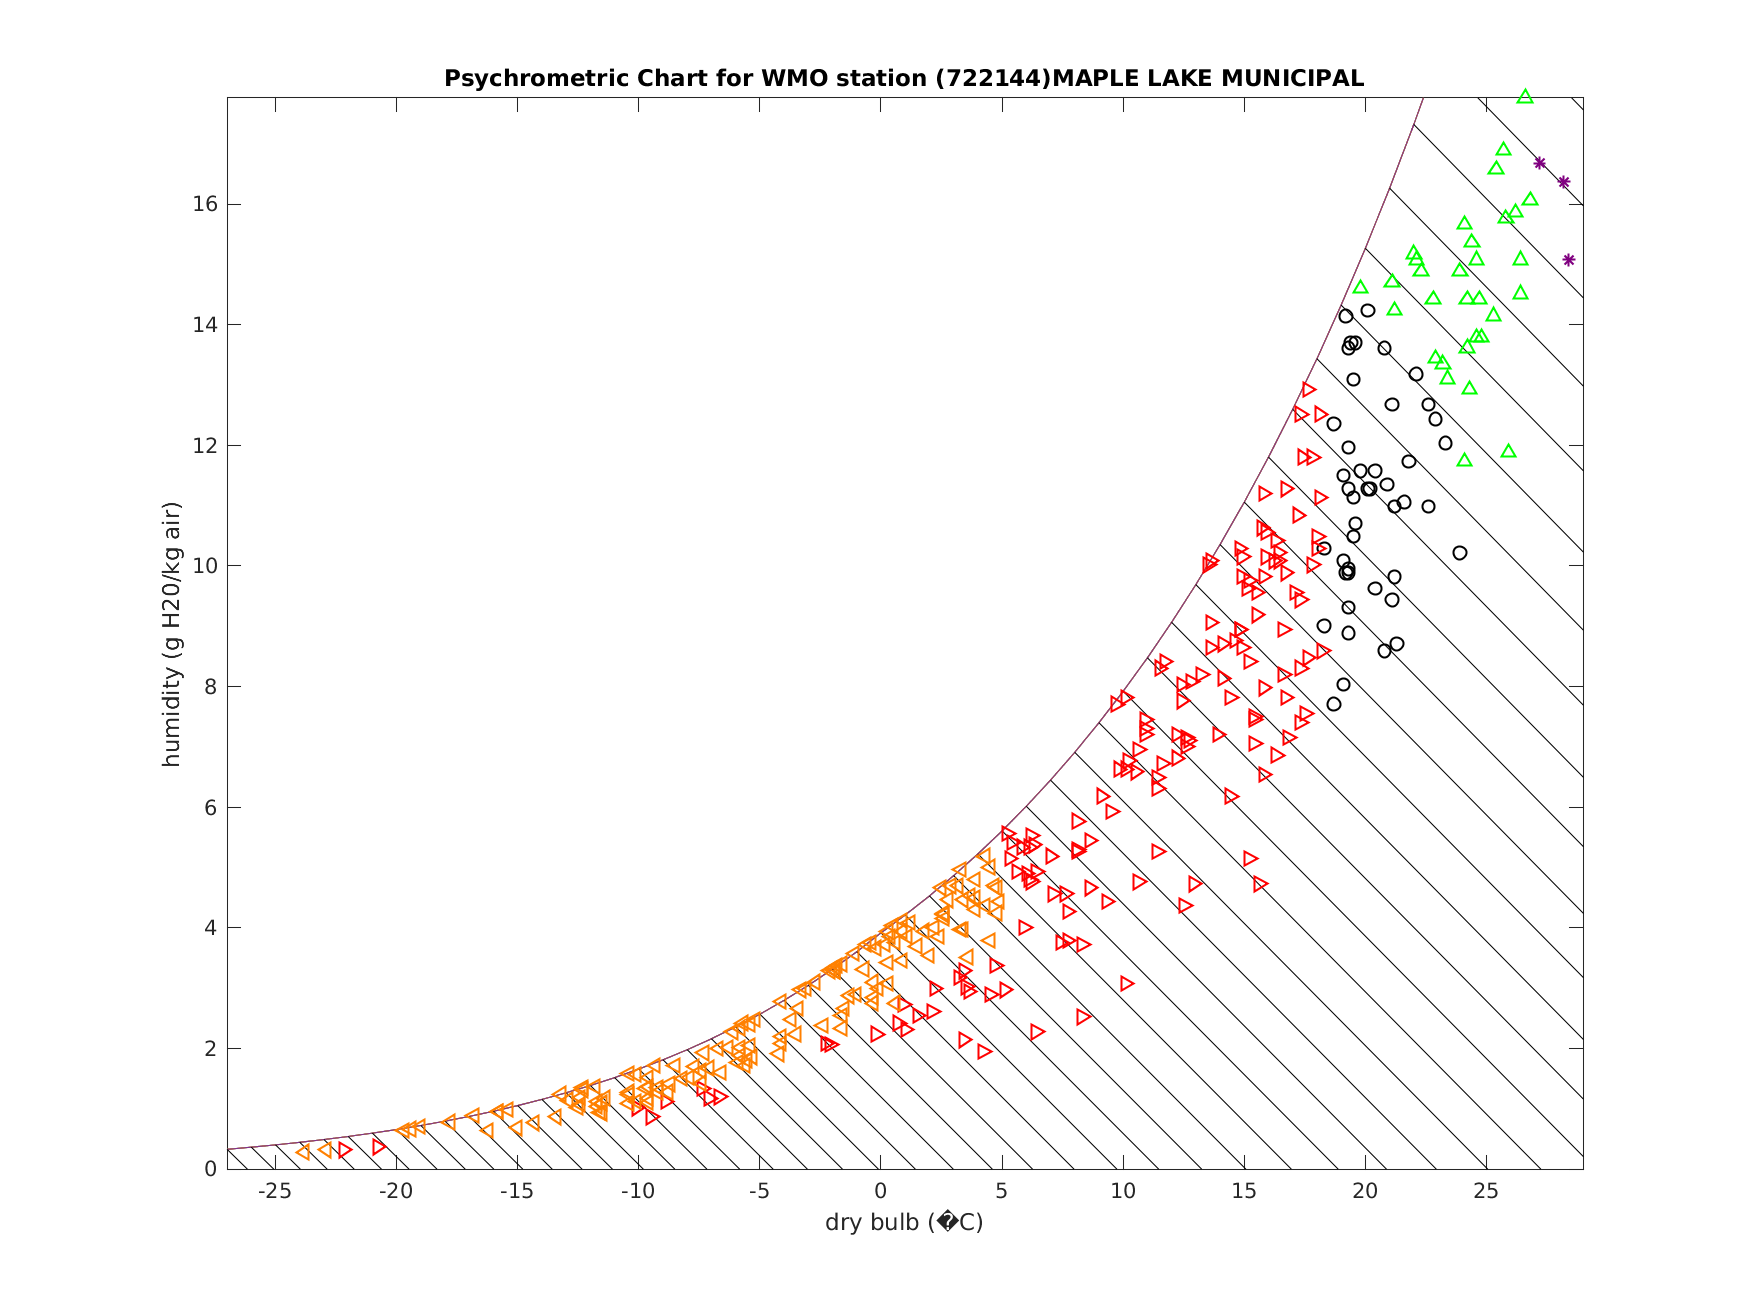 Psychrometric Chart for WMO station (722144)MAPLE LAKE MUNICIPAL
humidity (g H20/kg air)
16
14
12
10
8
6
4
2
0
-25 -20 -15 -10 -5 0 5 10 15 20 25
dry bulb (�C)